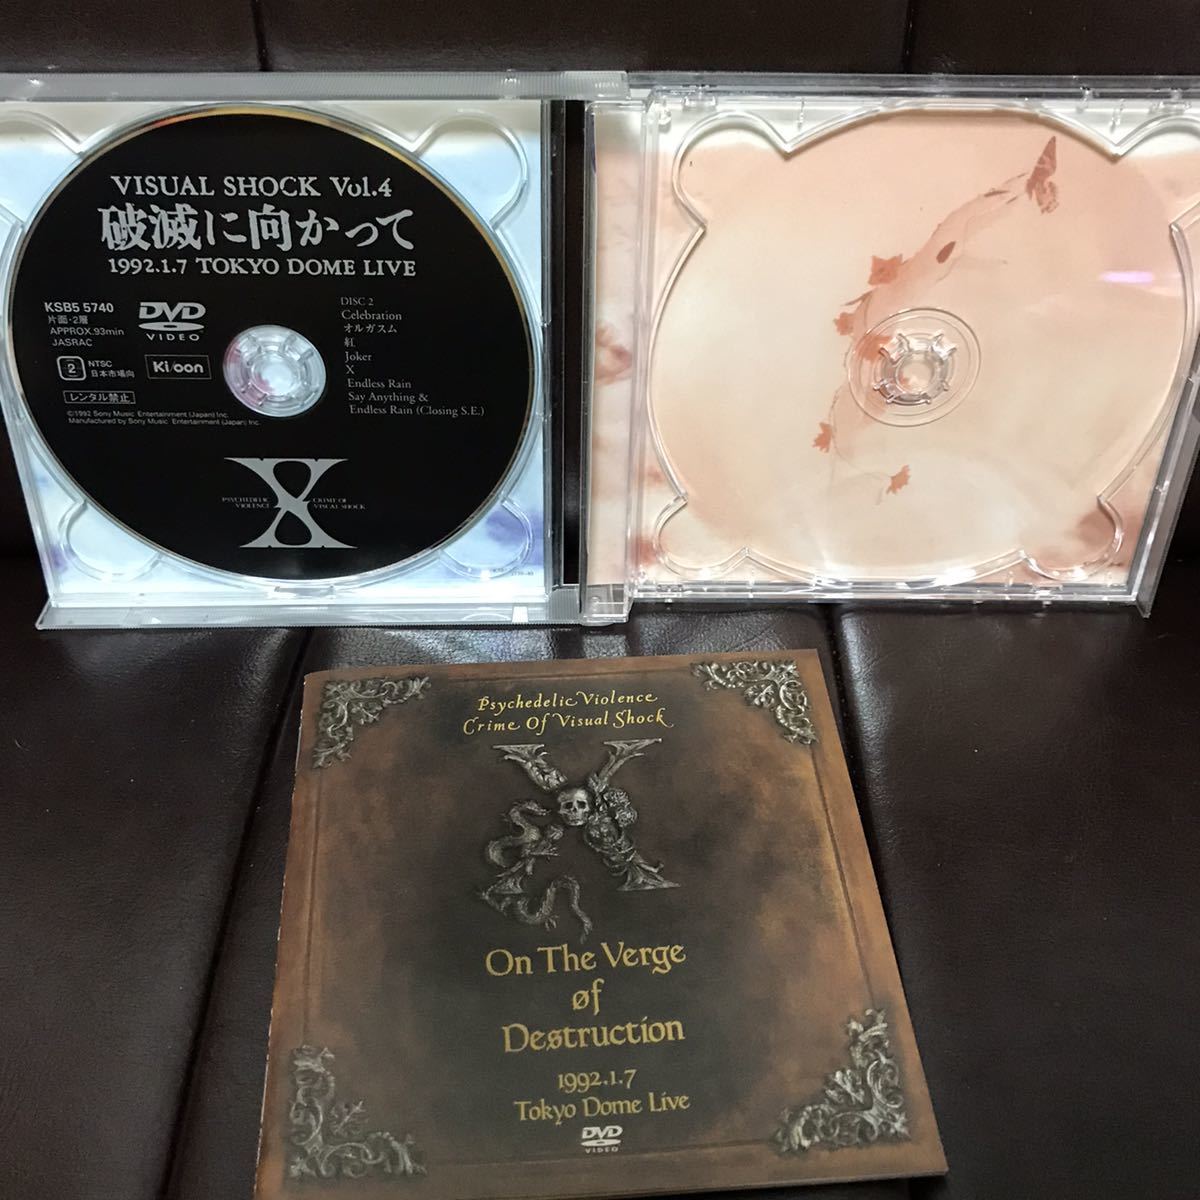 VISUAL SHOCK Vol.4
破滅に向かって
1992.1.7 TOKYO DOME LIVE
KSB5 5740
片面・2層
APPROX.93min
JASRAC
DVD
VIDEO
2
NTSC
日本市場向
Ki/oon
レンタル禁止
©1992 Sony Music Entertainment (Japan) Inc.
Manufactured by Sony Music Entertainment (Japan) Inc.
DISC 2
Celebration
オルガスム
紅
Joker
X
Endless Rain
Say Anything &
Endless Rain (Closing S.E.)
X
PSYCHEDELIC VIOLENCE
CRIME OF VISUAL SHOCK
Psychedelic Violence
Crime Of Visual Shock
X
On The Verge
øf
Destruction
1992.1.7
Tokyo Dome Live
DVD
VIDEO